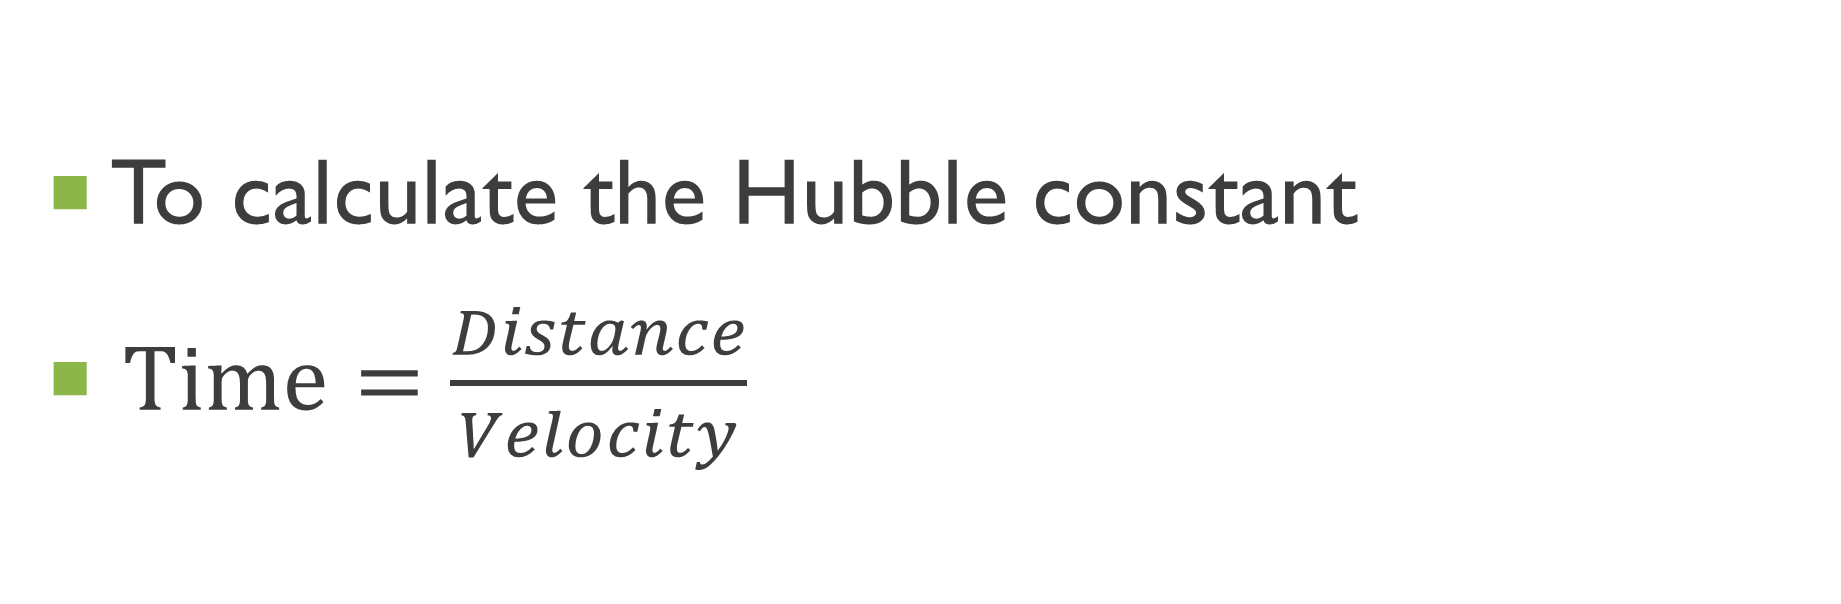 ▪ To calculate the Hubble constant
▪ Time = Distance / Velocity